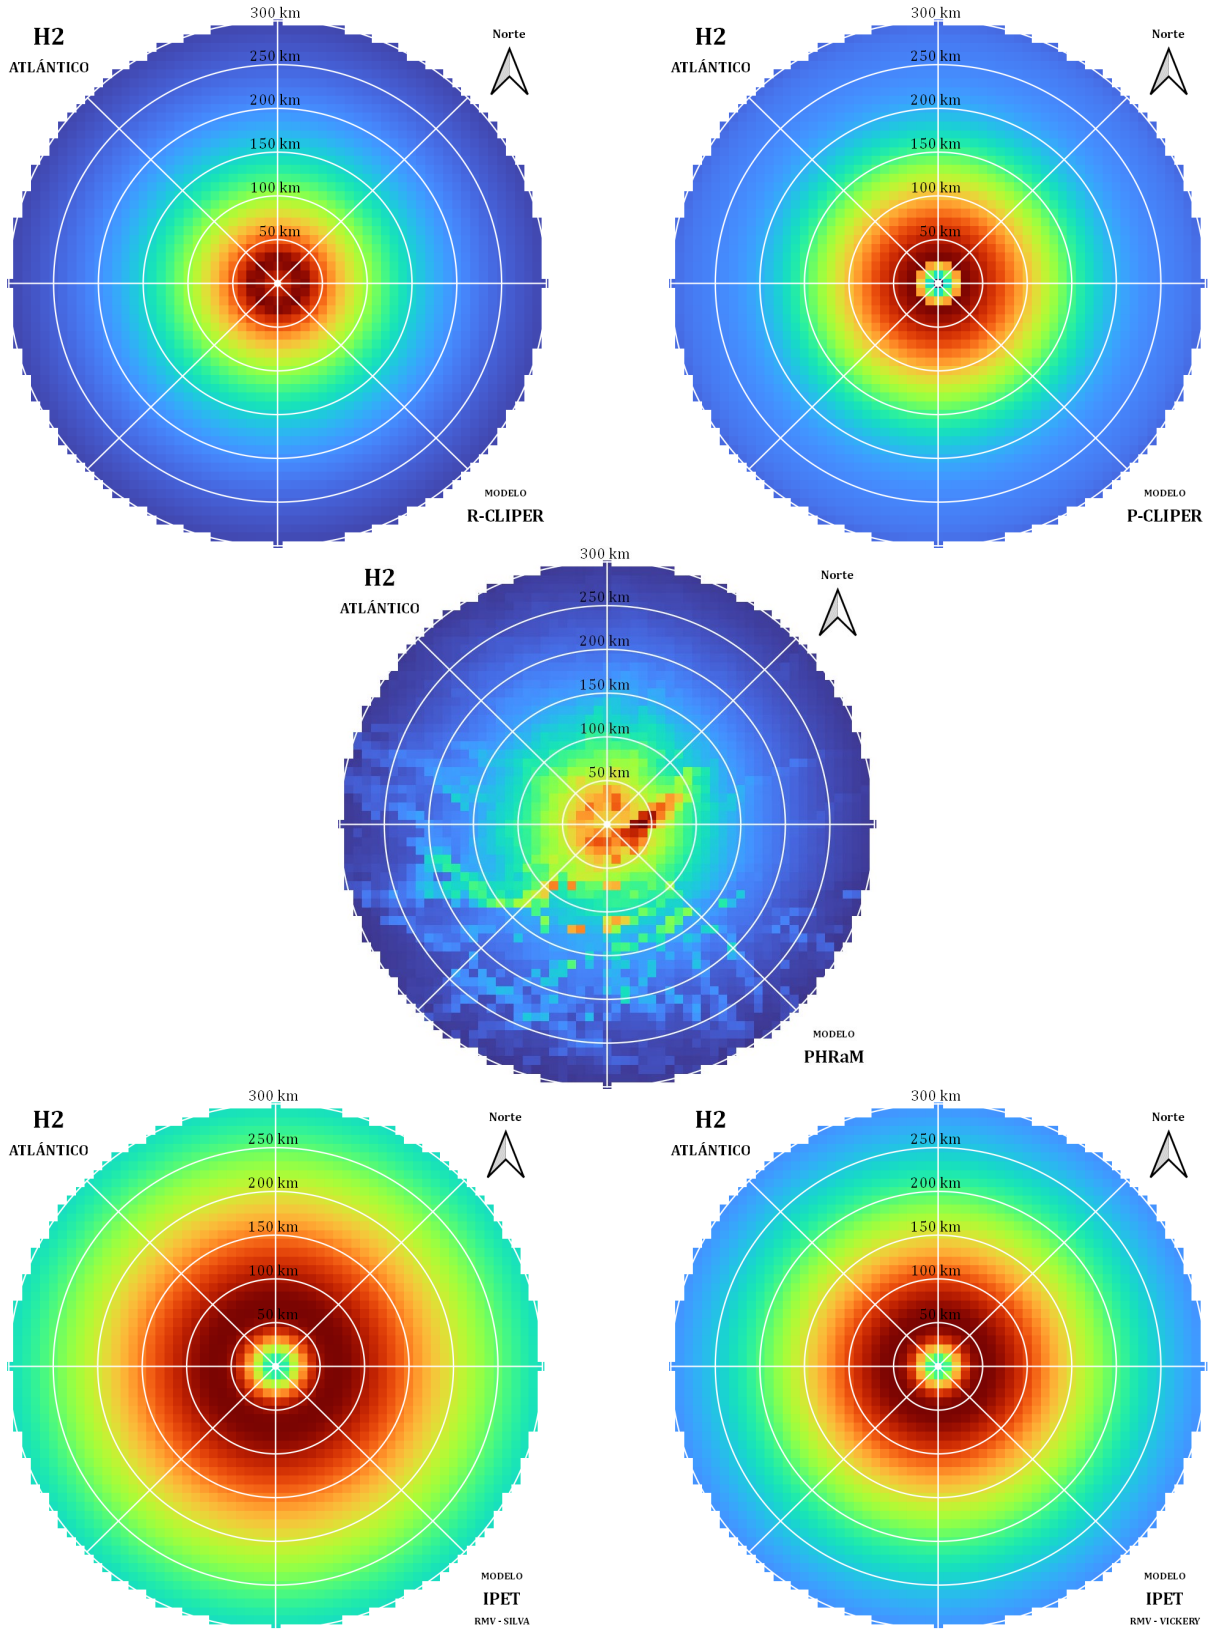 H2
ATLÁNTICO
300 km
250 km
200 km
150 km
100 km
50 km
Norte
MODELO
R-CLIPER
H2
ATLÁNTICO
300 km
250 km
200 km
150 km
100 km
50 km
Norte
MODELO
P-CLIPER
H2
ATLÁNTICO
300 km
250 km
200 km
150 km
100 km
50 km
Norte
MODELO
PHRaM
H2
ATLÁNTICO
300 km
250 km
200 km
150 km
100 km
50 km
Norte
MODELO
IPET
RMV - SILVA
H2
ATLÁNTICO
300 km
250 km
200 km
150 km
100 km
50 km
Norte
MODELO
IPET
RMV - VICKERY